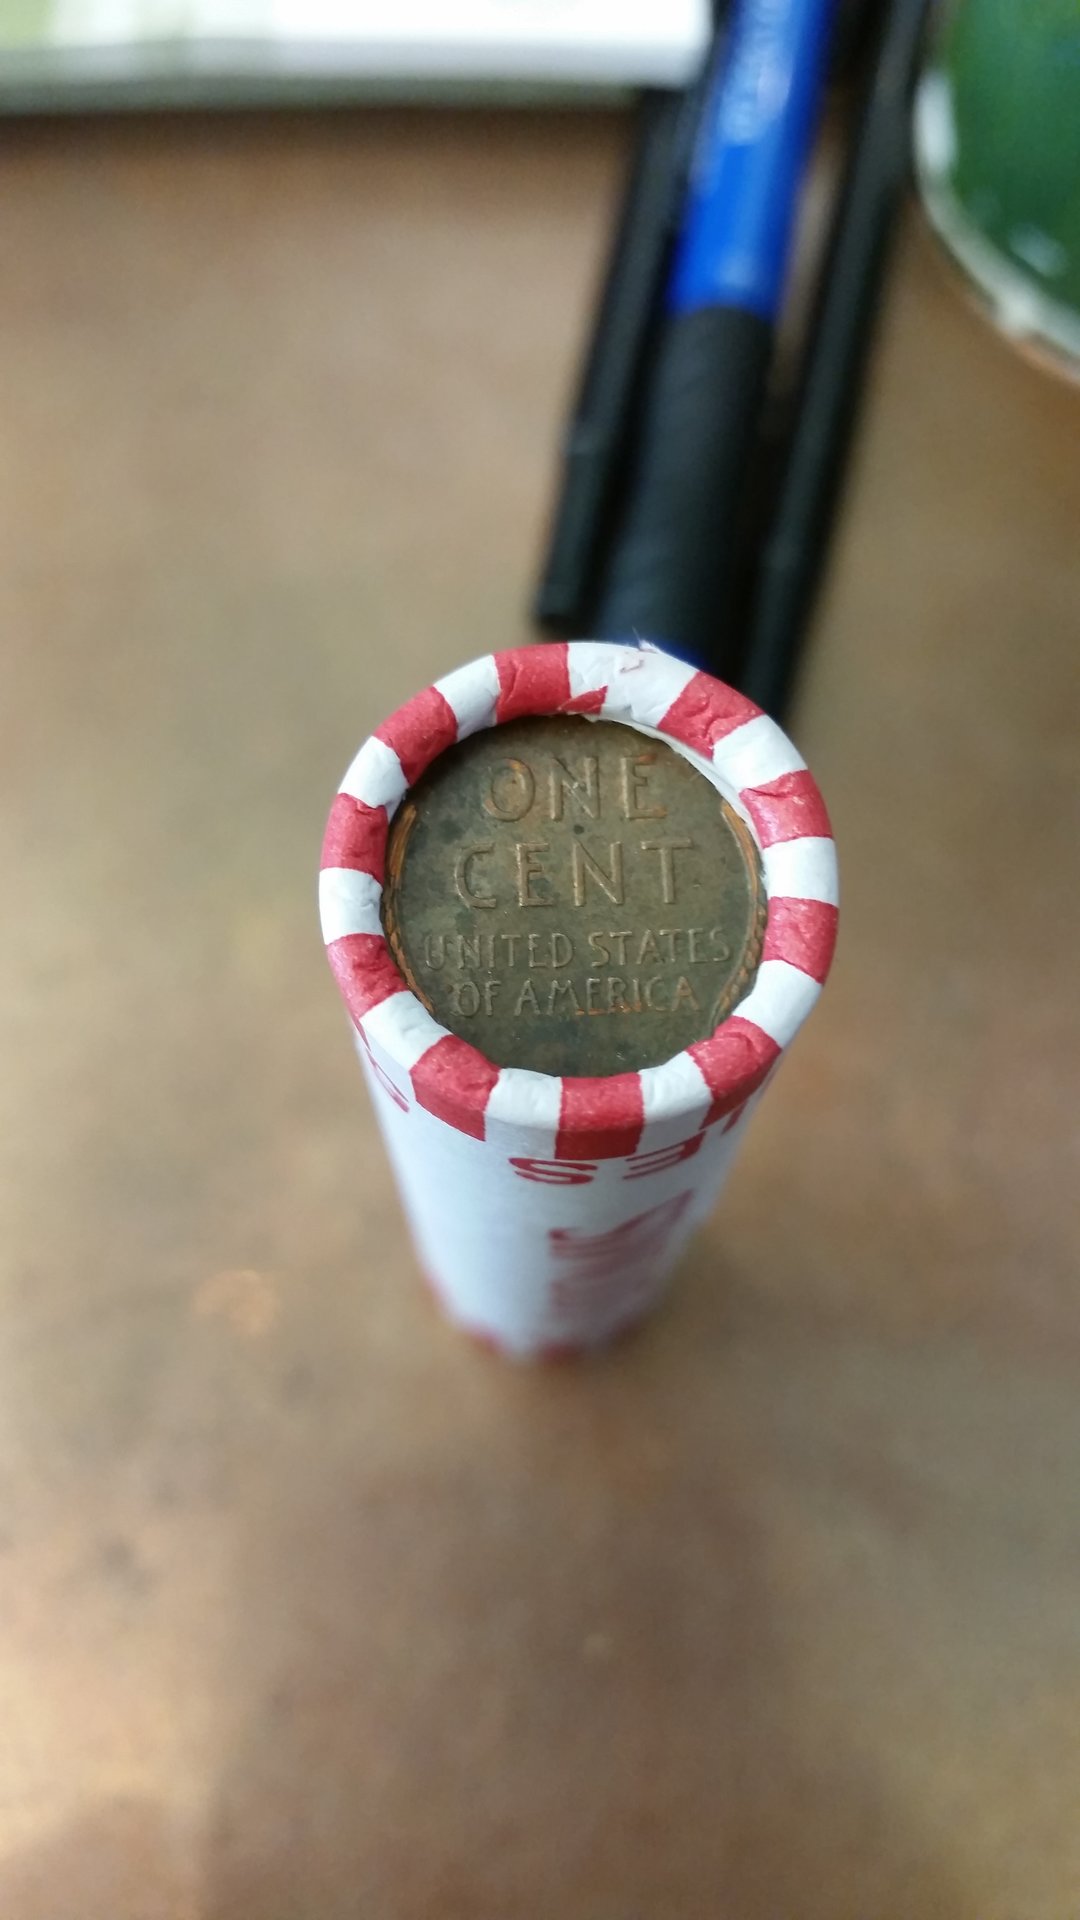 ONE
CENT
UNITED STATES
OF AMERICA